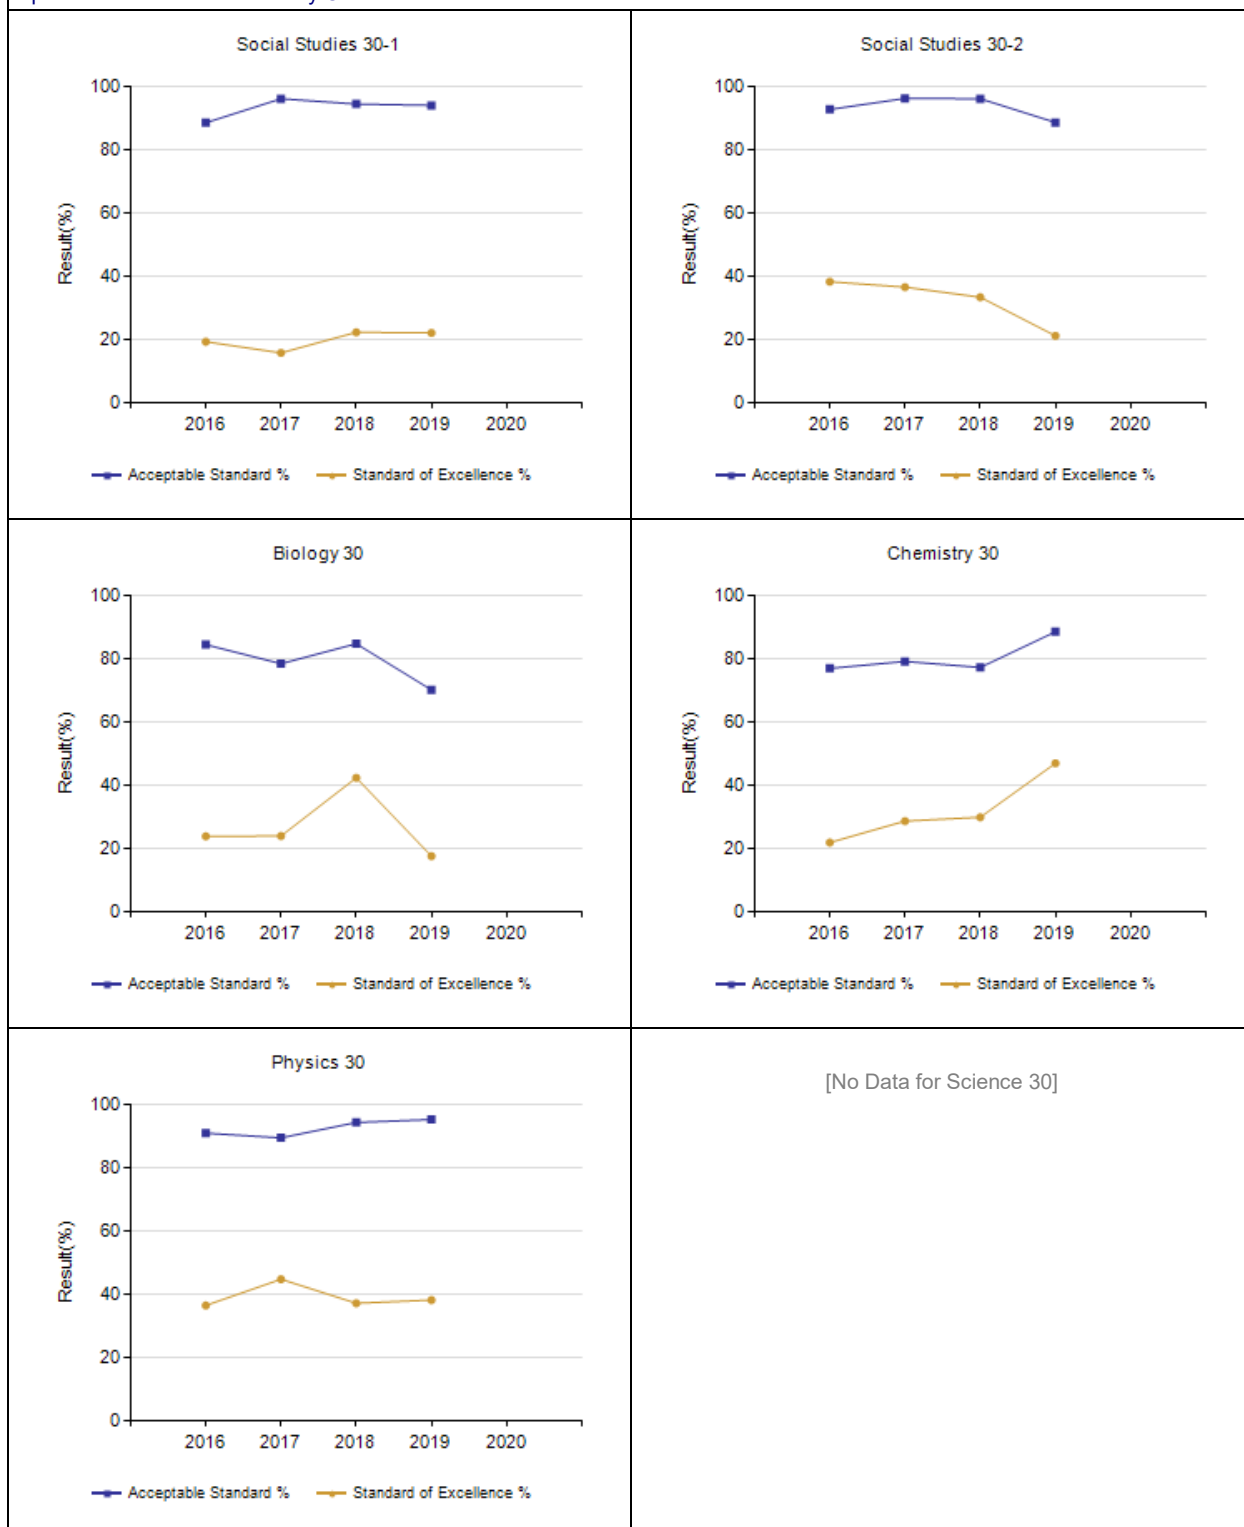 Social Studies 30-1
100
80
60
40
20
0
Result(%)
2016 2017 2018 2019 2020
Acceptable Standard % Standard of Excellence %
Social Studies 30-2
100
80
60
40
20
0
Result(%)
2016 2017 2018 2019 2020
Acceptable Standard % Standard of Excellence %
Biology 30
100
80
60
40
20
0
Result(%)
2016 2017 2018 2019 2020
Acceptable Standard % Standard of Excellence %
Chemistry 30
100
80
60
40
20
0
Result(%)
2016 2017 2018 2019 2020
Acceptable Standard % Standard of Excellence %
Physics 30
100
80
60
40
20
0
Result(%)
2016 2017 2018 2019 2020
Acceptable Standard % Standard of Excellence %
[No Data for Science 30]